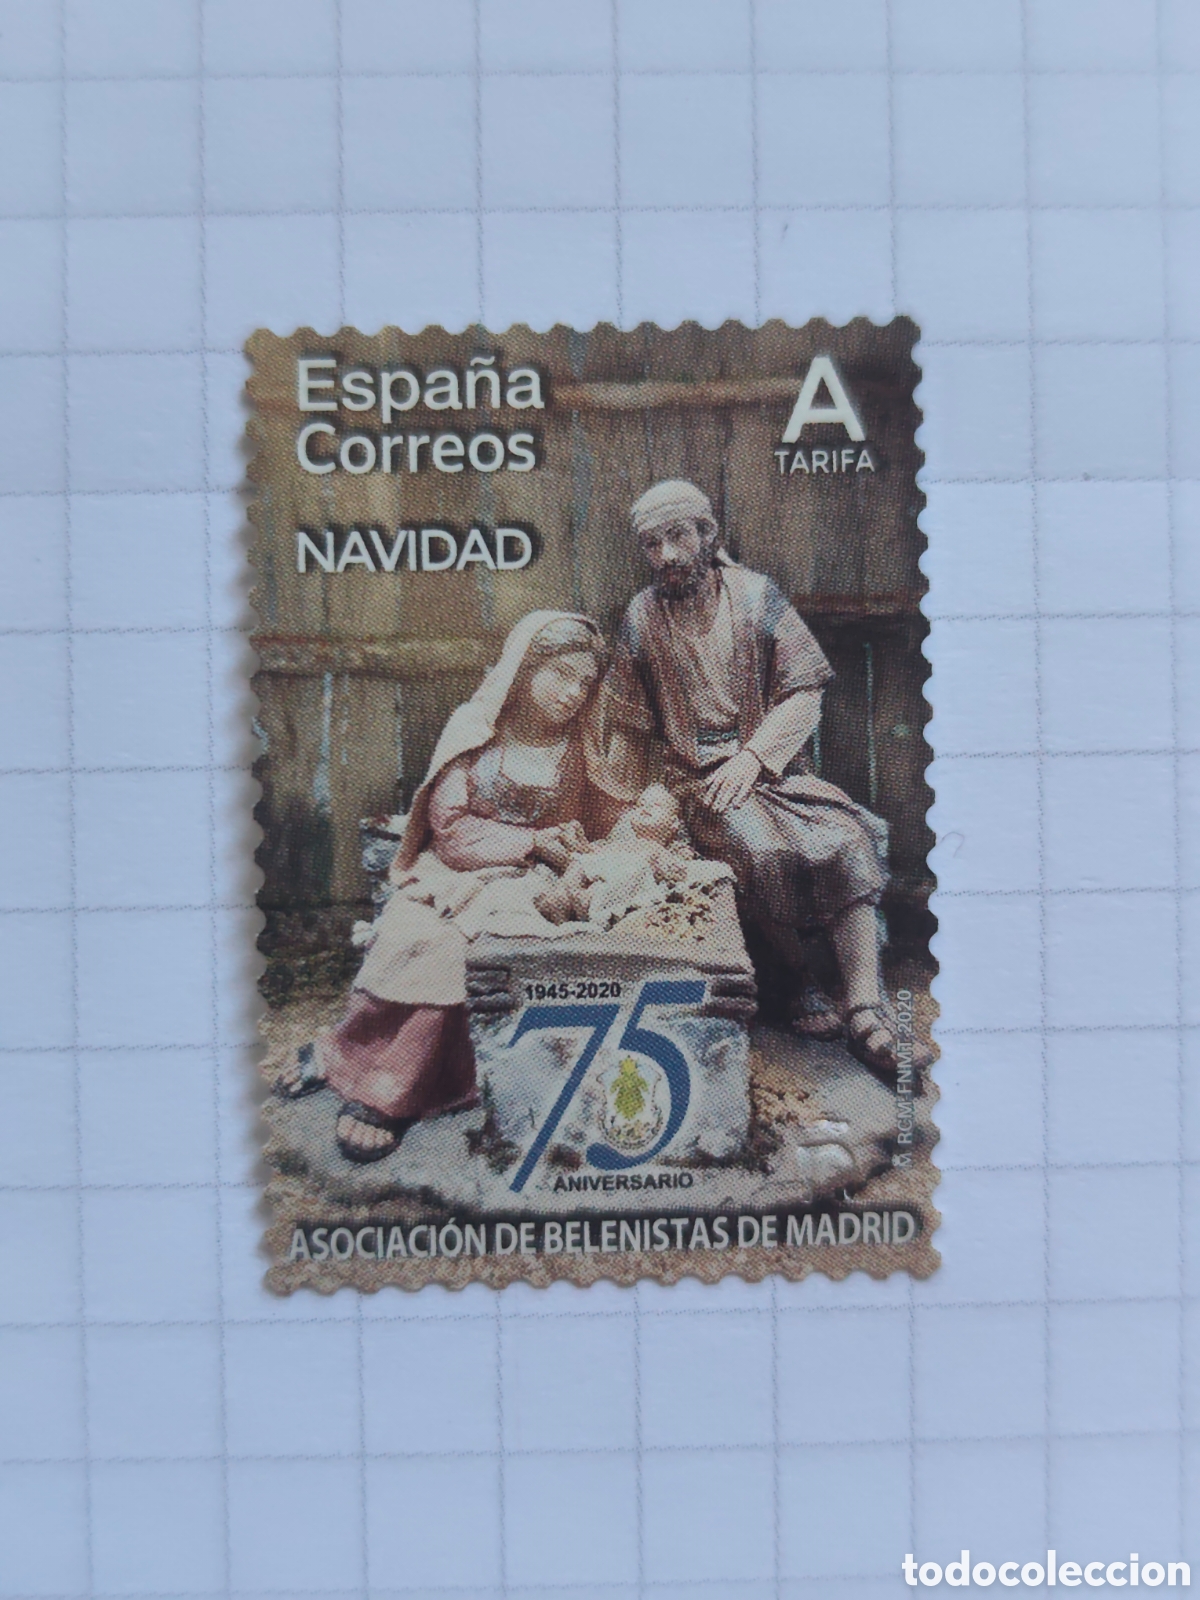 España
Correos
A
TARIFA
NAVIDAD
1945-2020
75
ANIVERSARIO
RCM-FNMT-2020
ASOCIACIÓN DE BELENISTAS DE MADRID
todocoleccion